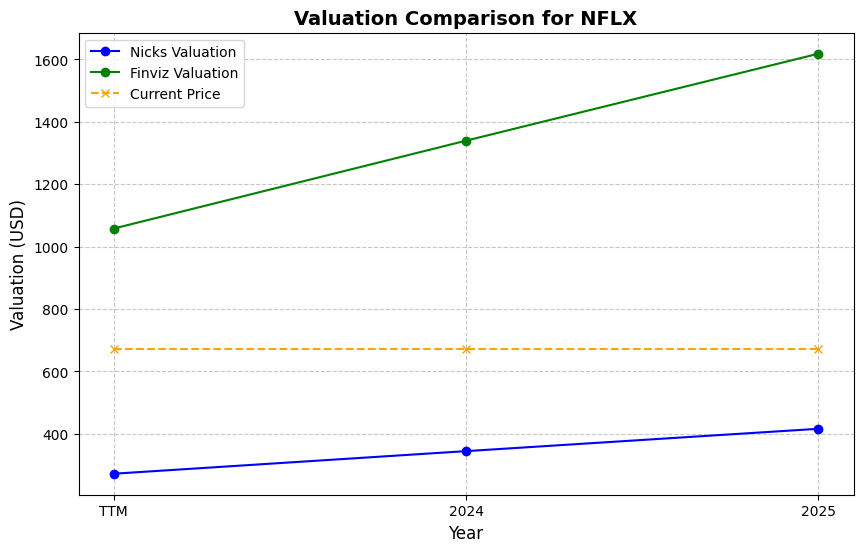 Valuation Comparison for NFLX
Nicks Valuation
Finviz Valuation
Current Price
Valuation (USD)
1600
1400
1200
1000
800
600
400
TTM
2024
2025
Year